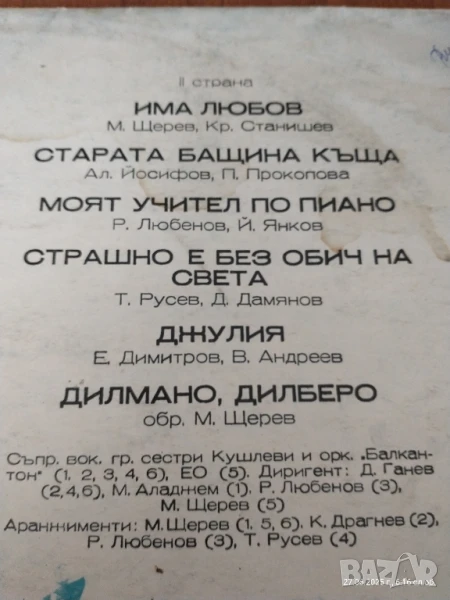 II страна
ИМА ЛЮБОВ
М. Щерев, Кр. Станишев
СТАРАТА БАЩИНА КЪЩА
Ал. Йосифов, П. Прокопова
МОЯТ УЧИТЕЛ ПО ПИАНО
Р. Любенов, Й. Янков
СТРАШНО Е БЕЗ ОБИЧ НА
СВЕТА
Т. Русев, Д. Дамянов
ДЖУЛИЯ
Е. Димитров, В. Андреев
ДИЛМАНО, ДИЛБЕРО
обр. М. Щерев
Съпр. вок. гр. сестри Кушлеви и орк. „Балкан-
тон" (1, 2, 3, 4, 6), ЕО (5). Диригент: Д. Ганев
(2,4,6), М. Аладжем (1). Р. Любенов (3),
М. Щерев (5)
Аранжименти: М. Щерев (1. 5, 6). К. Драгнев (2),
Р. Любенов (3), Т. Русев (4)
BAZAR